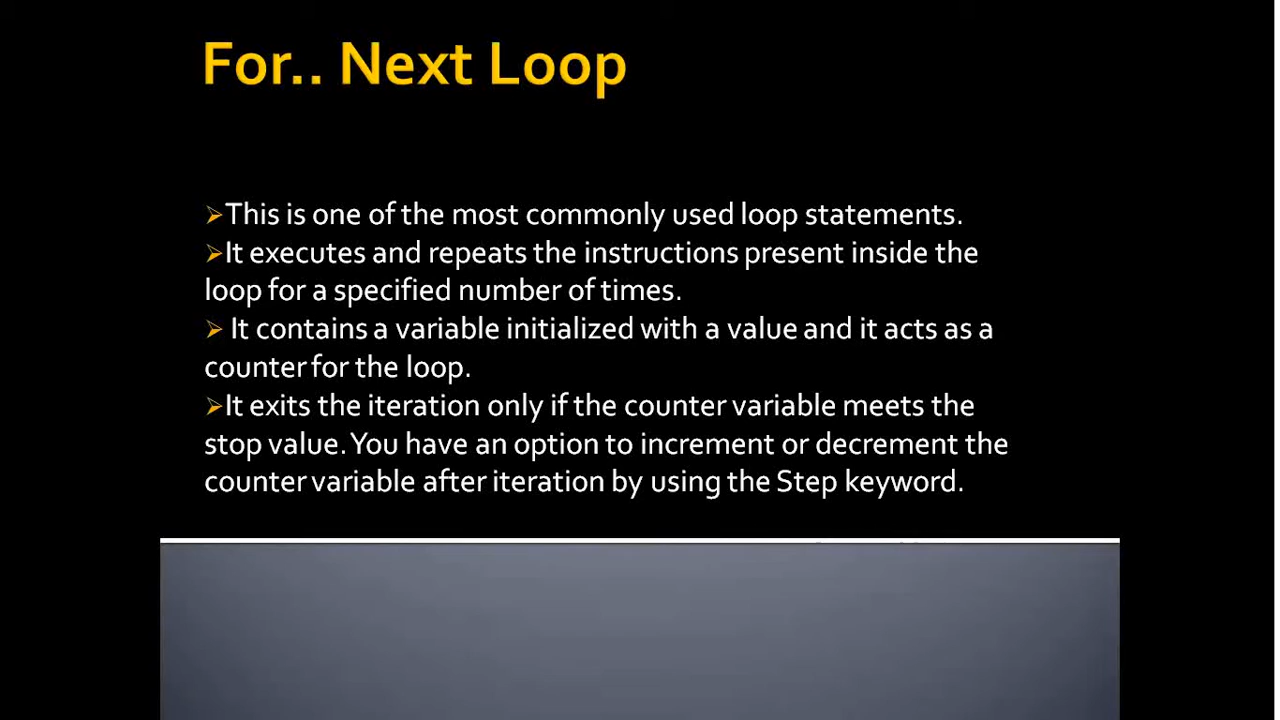 For.. Next Loop
➢This is one of the most commonly used loop statements.
➢It executes and repeats the instructions present inside the
loop for a specified number of times.
➢ It contains a variable initialized with a value and it acts as a
counter for the loop.
➢It exits the iteration only if the counter variable meets the
stop value. You have an option to increment or decrement the
counter variable after iteration by using the Step keyword.